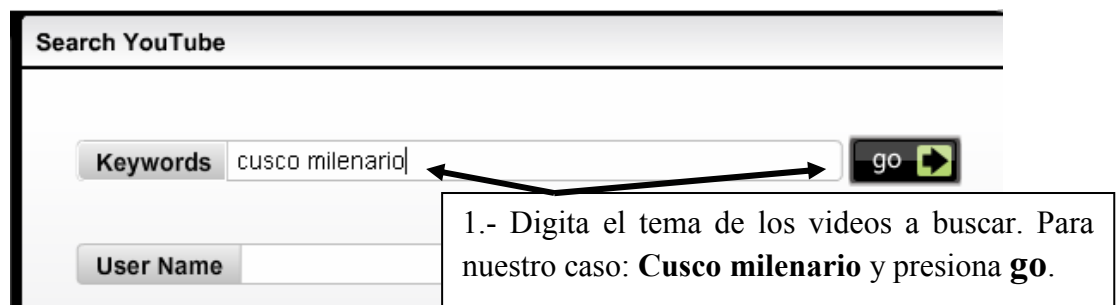 Search YouTube
Keywords cusco milenario go
1.- Digita el tema de los videos a buscar. Para
nuestro caso: Cusco milenario y presiona go.
User Name